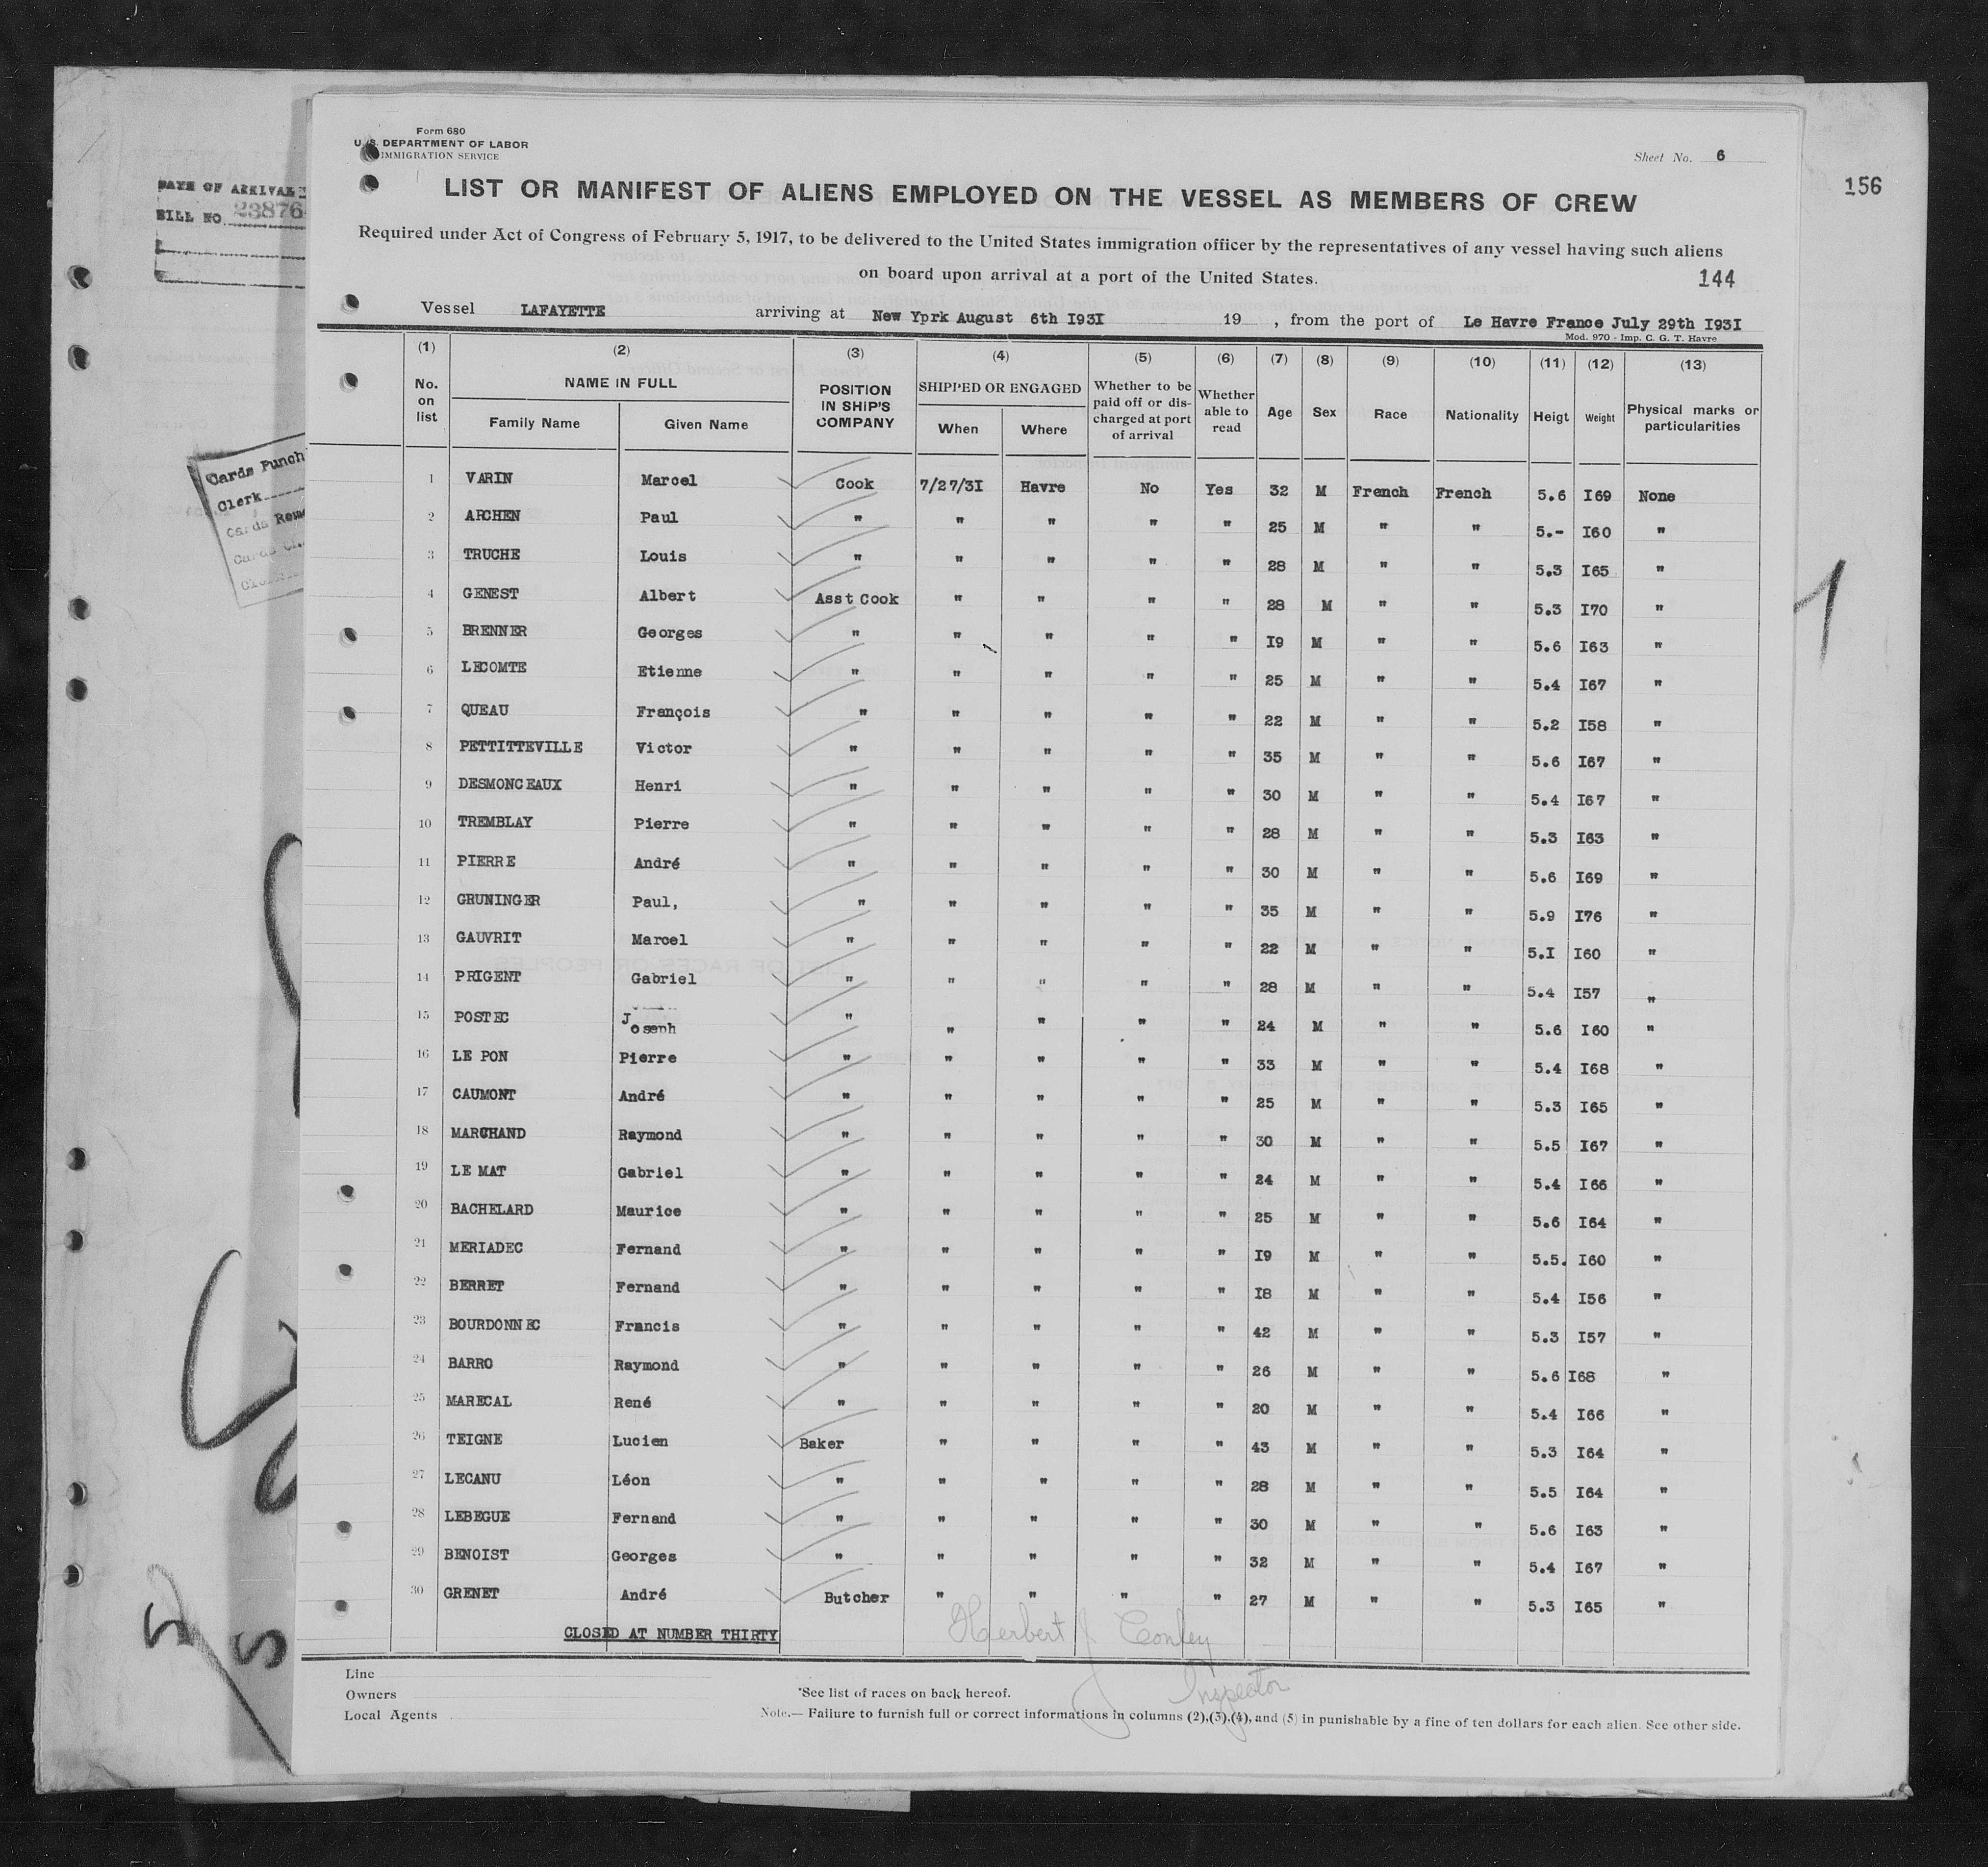 Form 680
U. S. DEPARTMENT OF LABOR
IMMIGRATION SERVICE
Sheet No. 6
156
DATE OF ARRIVAL
BILL NO. 23876
LIST OR MANIFEST OF ALIENS EMPLOYED ON THE VESSEL AS MEMBERS OF CREW
Required under Act of Congress of February 5, 1917, to be delivered to the United States immigration officer by the representatives of any vessel having such aliens
on board upon arrival at a port of the United States.
144
Vessel LAFAYETTE arriving at New Yprk August 6th I93I 19 , from the port of Le Havre France July 29th I93I
Mod. 970 - Imp. C. G. T. Havre
(1) (2) (3) (4) (5) (6) (7) (8) (9) (10) (11) (12) (13)
No. on list NAME IN FULL Family Name Given Name POSITION IN SHIP'S COMPANY SHIPPED OR ENGAGED When Where Whether to be paid off or discharged at port of arrival Whether able to read Age Sex Race Nationality Heigt Weight Physical marks or particularities
Cards Punch
Clerk
Cards
1 VARIN Marcel Cook 7/27/3I Havre No Yes 32 M French French 5.6 I69 None
2 ARCHEN Paul " " " " " 25 M " " 5.- I60 "
3 TRUCHE Louis " " " " " 28 M " " 5.3 I65 "
4 GENEST Albert Asst Cook " " " " 28 M " " 5.3 I70 "
5 BRENNER Georges " " " " " I9 M " " 5.6 I63 "
6 LECOMTE Etienne " " " " " 25 M " " 5.4 I67 "
7 QUEAU François " " " " " 22 M " " 5.2 I58 "
8 PETTITTEVILLE Victor " " " " " 35 M " " 5.6 I67 "
9 DESMONCEAUX Henri " " " " " 30 M " " 5.4 I67 "
10 TREMBLAY Pierre " " " " " 28 M " " 5.3 I63 "
11 PIERRE André " " " " " 30 M " " 5.6 I69 "
12 GRUNINGER Paul, " " " " " 35 M " " 5.9 I76 "
13 GAUVRIT Marcel " " " " " 22 M " " 5.I I60 "
14 PRIGENT Gabriel " " " " " 28 M " " 5.4 I57 "
15 POSTEC Joseph " " " " " 24 M " " 5.6 I60 "
16 LE PON Pierre " " " " " 33 M " " 5.4 I68 "
17 CAUMONT André " " " " " 25 M " " 5.3 I65 "
18 MARCHAND Raymond " " " " " 30 M " " 5.5 I67 "
19 LE MAT Gabriel " " " " " 24 M " " 5.4 I66 "
20 BACHELARD Maurice " " " " " 25 M " " 5.6 I64 "
21 MERIADEC Fernand " " " " " I9 M " " 5.5. I60 "
22 BERRET Fernand " " " " " I8 M " " 5.4 I56 "
23 BOURDONNEC Francis " " " " " 42 M " " 5.3 I57 "
24 BARRO Raymond " " " " " 26 M " " 5.6 I68 "
25 MARECAL René " " " " " 20 M " " 5.4 I66 "
26 TEIGNE Lucien Baker " " " " 43 M " " 5.3 I64 "
27 LECANU Léon " " " " " 28 M " " 5.5 I64 "
28 LEBEGUE Fernand " " " " " 30 M " " 5.6 I63 "
29 BENOIST Georges " " " " " 32 M " " 5.4 I67 "
30 GRENET André Butcher " " " " 27 M " " 5.3 I65 "
CLOSED AT NUMBER THIRTY
Herbert J Conley
Inspector
Line
Owners
Local Agents
*See list of races on back hereof.
Note.— Failure to furnish full or correct informations in columns (2),(3),(4), and (5) in punishable by a fine of ten dollars for each alien. See other side.